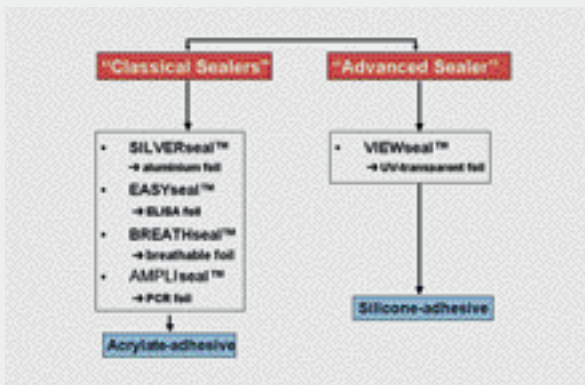 "Classical Sealers"
"Advanced Sealer"
• SILVERseal™
→ aluminium foil
• EASYseal™
→ ELISA foil
• BREATHseal™
→ breathable foil
• AMPLIseal™
→ PCR foil
Acrylate-adhesive
• VIEWseal™
→ UV-transparent foil
Silicone-adhesive